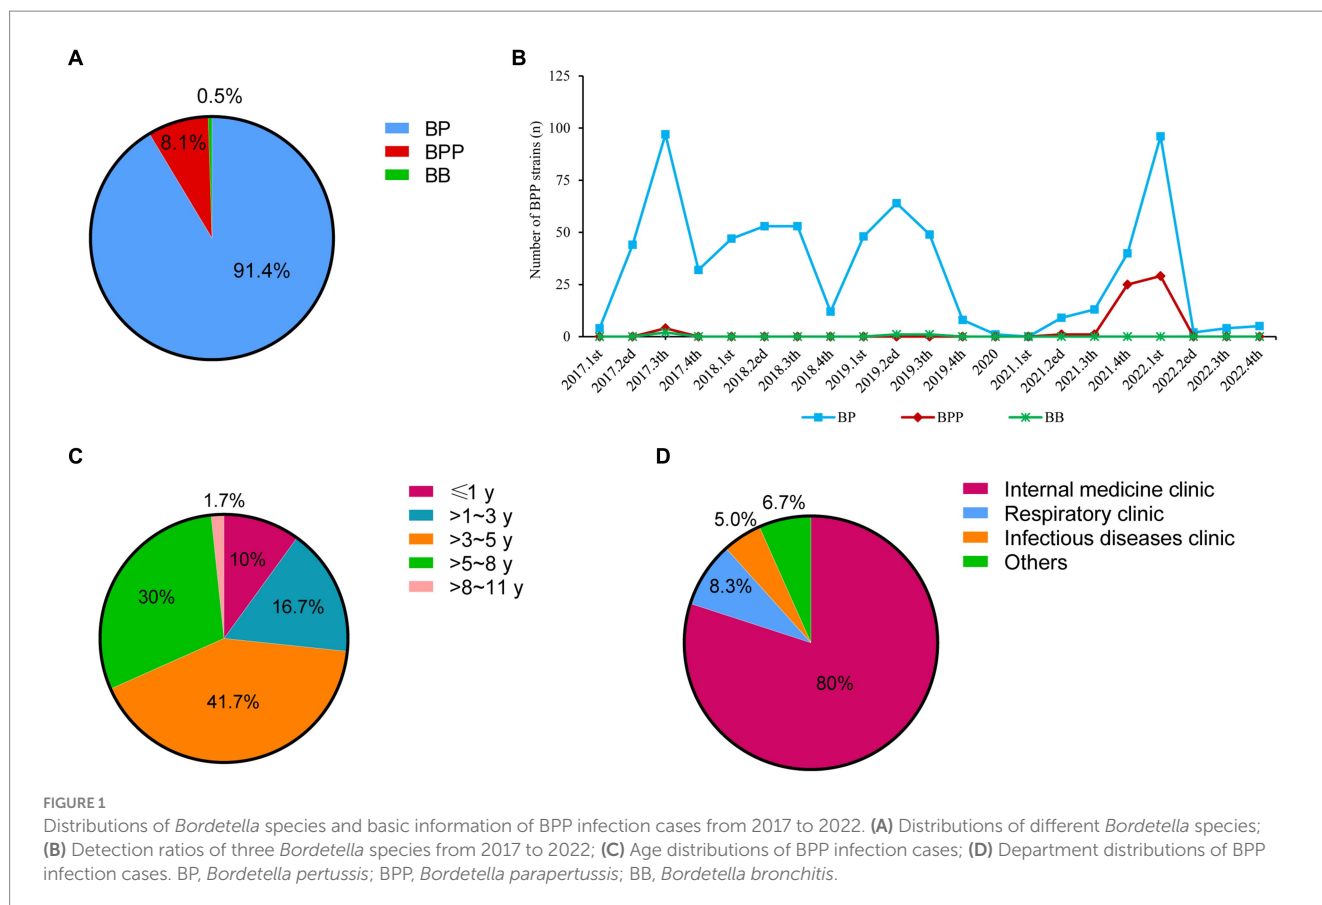 A
0.5%
8.1%
91.4%
BP
BPP
BB
B
Number of BPP strains (n)
125
100
75
50
25
0
2017.1st
2017.2ed
2017.3th
2017.4th
2018.1st
2018.2ed
2018.3th
2018.4th
2019.1st
2019.2ed
2019.3th
2019.4th
2020
2021.1st
2021.2ed
2021.3th
2021.4th
2022.1st
2022.2ed
2022.3th
2022.4th
BP
BPP
BB
C
1.7%
10%
16.7%
30%
41.7%
⩽1 y
>1~3 y
>3~5 y
>5~8 y
>8~11 y
D
6.7%
5.0%
8.3%
80%
Internal medicine clinic
Respiratory clinic
Infectious diseases clinic
Others
FIGURE 1
Distributions of Bordetella species and basic information of BPP infection cases from 2017 to 2022. (A) Distributions of different Bordetella species;
(B) Detection ratios of three Bordetella species from 2017 to 2022; (C) Age distributions of BPP infection cases; (D) Department distributions of BPP
infection cases. BP, Bordetella pertussis; BPP, Bordetella parapertussis; BB, Bordetella bronchitis.